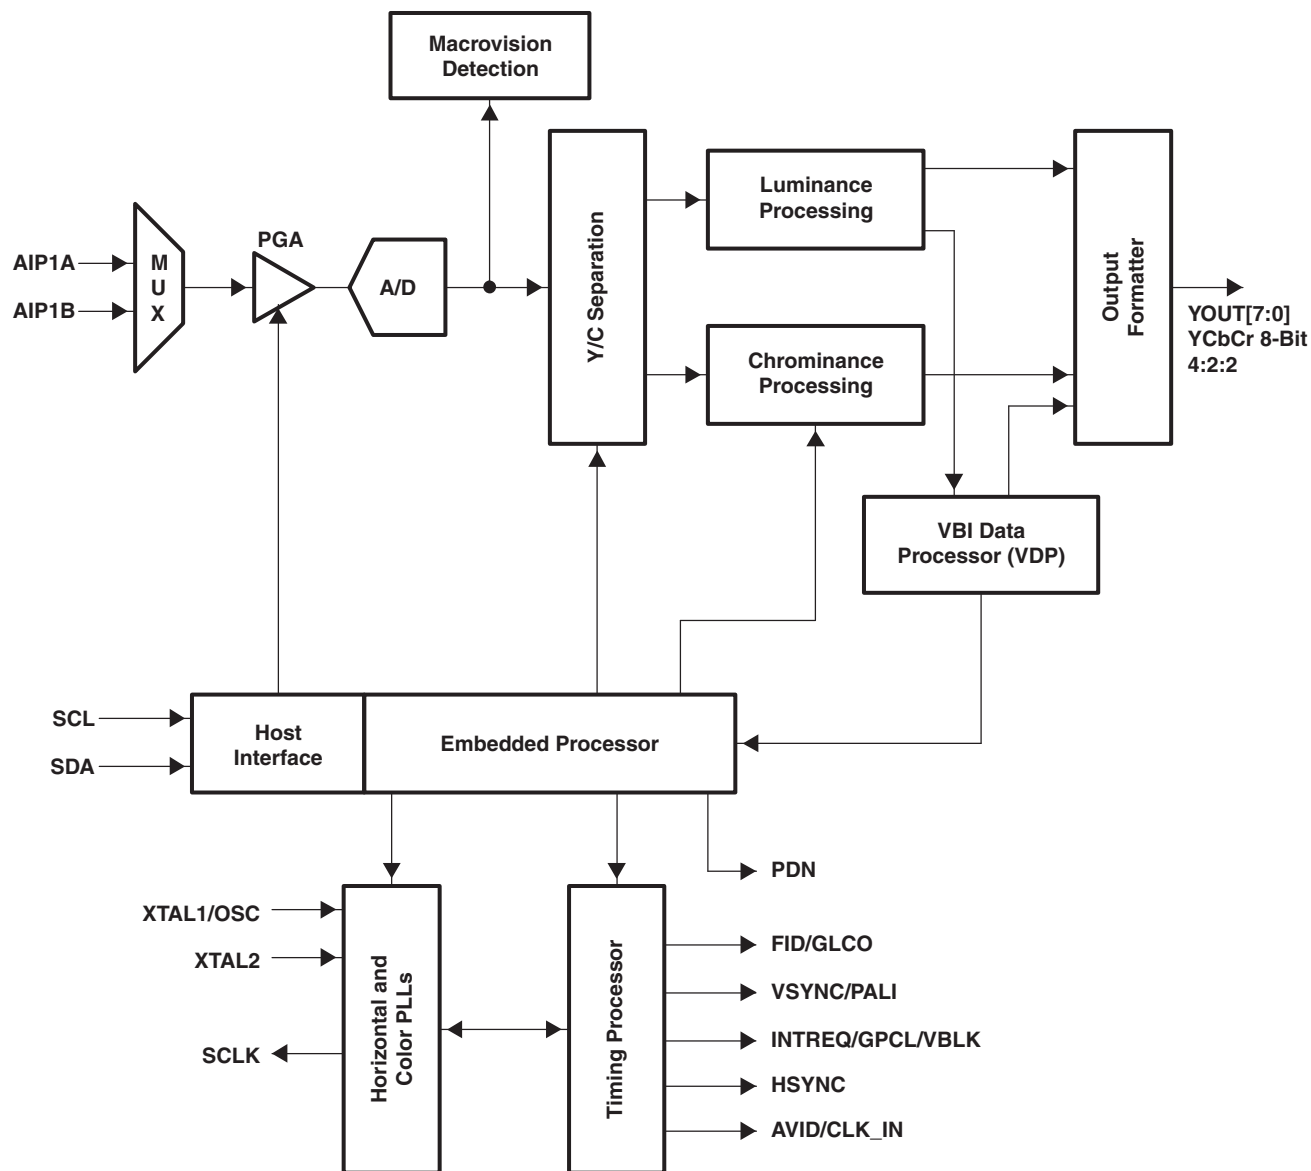 Macrovision
Detection
PGA
AIP1A
AIP1B
M
U
X
A/D
Y/C Separation
Luminance
Processing
Chrominance
Processing
Output
Formatter
YOUT[7:0]
YCbCr 8-Bit
4:2:2
VBI Data
Processor (VDP)
SCL
SDA
Host
Interface
Embedded Processor
PDN
XTAL1/OSC
XTAL2
SCLK
Horizontal and
Color PLLs
Timing Processor
FID/GLCO
VSYNC/PALI
INTREQ/GPCL/VBLK
HSYNC
AVID/CLK_IN